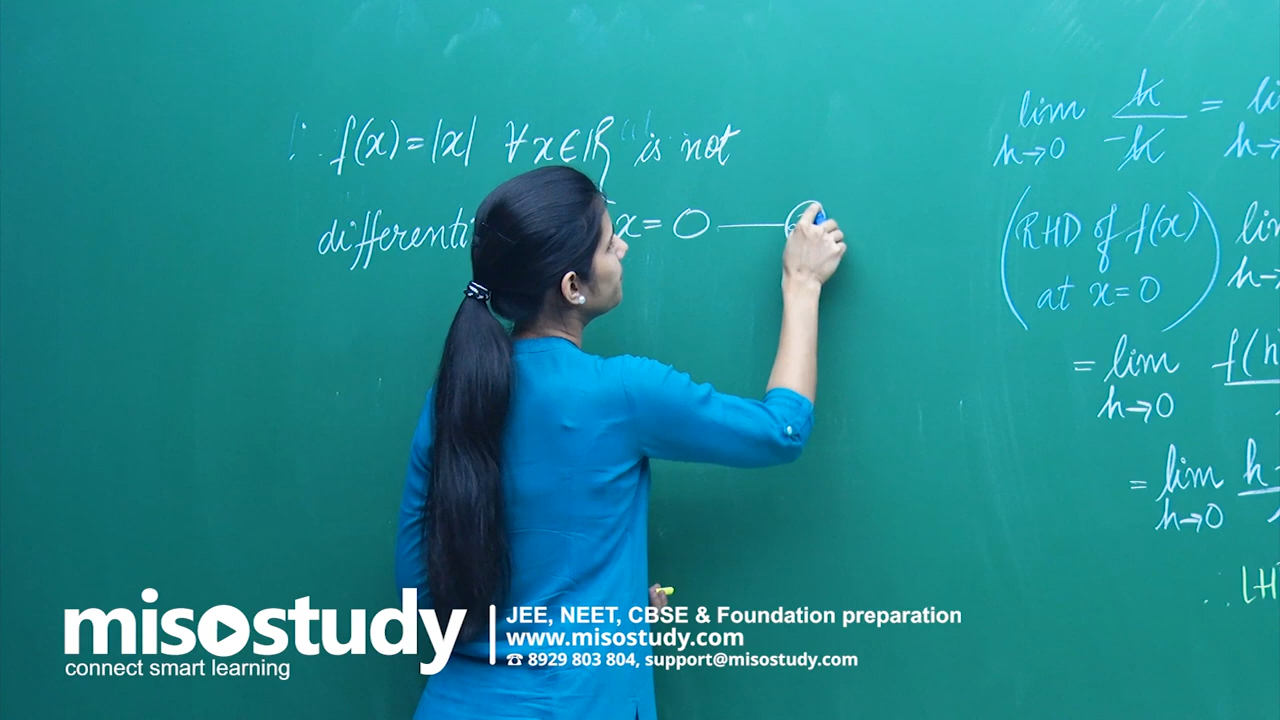 ∴ f(x) = |x| ∀ x ∈ ℝ is not
differenti x = 0 —
lim h→0 k/-k = li h→
(RHD of f(x) at x = 0) lim h→
= lim h→0 f(h
= lim h→0 h
∴ LH
misostudy
connect smart learning
JEE, NEET, CBSE & Foundation preparation
www.misostudy.com
☎ 8929 803 804, support@misostudy.com